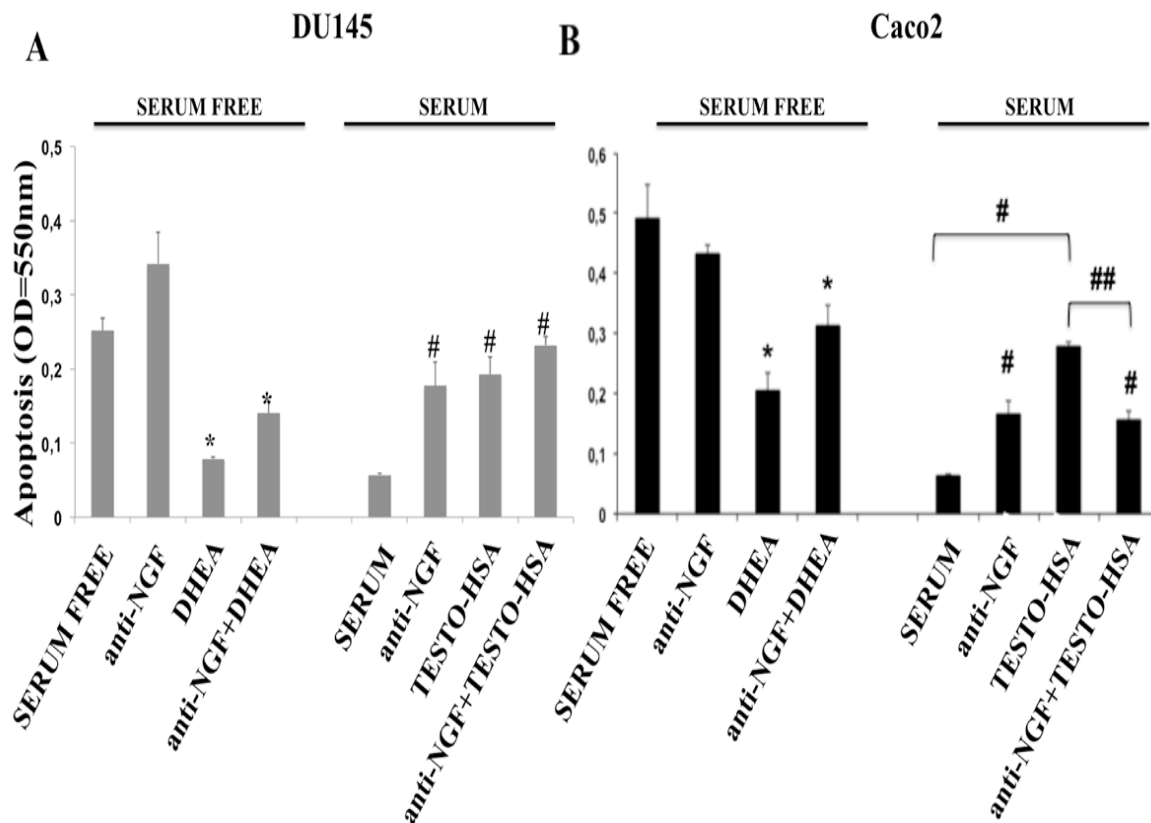 DU145
Caco2
A
B
SERUM FREE
SERUM
SERUM FREE
SERUM
Apoptosis (OD=550nm)
0,5
0,4
0,3
0,2
0,1
0
*
*
#
#
#
SERUM FREE
anti-NGF
DHEA
anti-NGF+DHEA
SERUM
anti-NGF
TESTO-HSA
anti-NGF+TESTO-HSA
0,6
0,5
0,4
0,3
0,2
0,1
0
*
*
#
##
#
#
SERUM FREE
anti-NGF
DHEA
anti-NGF+DHEA
SERUM
anti-NGF
TESTO-HSA
anti-NGF+TESTO-HSA